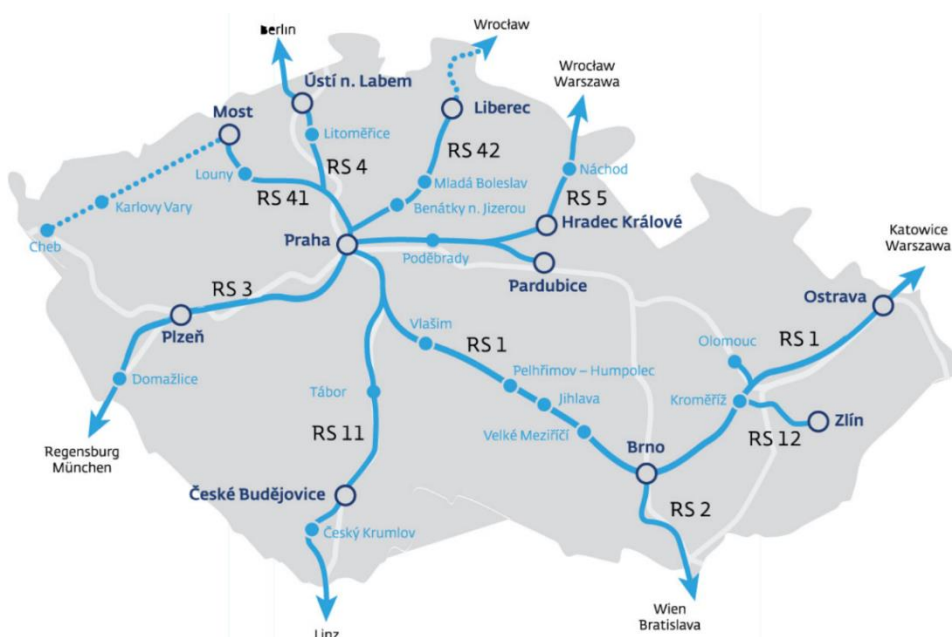 Berlin
Wrocław
Wrocław
Warszawa
Ústí n. Labem
Liberec
Most
Litoměřice
RS 4
RS 42
Louny
RS 41
Mladá Boleslav
Náchod
RS 5
Karlovy Vary
Benátky n. Jizerou
Hradec Králové
Cheb
Praha
Poděbrady
Pardubice
Katowice
Warszawa
RS 3
Ostrava
Plzeň
Vlašim
RS 1
Olomouc
RS 1
Domažlice
Tábor
Pelhřimov – Humpolec
Jihlava
Kroměříž
Zlín
RS 11
Velké Meziříčí
RS 12
Regensburg
München
Brno
České Budějovice
RS 2
Český Krumlov
Wien
Bratislava
Linz